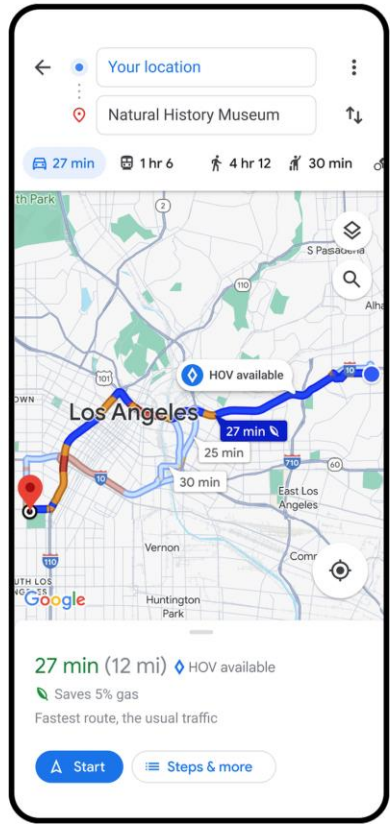 Your location
Natural History Museum
27 min
1 hr 6
4 hr 12
30 min
th Park
2
S Pasadena
110
Alha
101
HOV available
10
OWN
Los Angeles
27 min
25 min
30 min
10
710
60
East Los
Angeles
Vernon
Comr
110
UTH LOS
NGELES
Google
Huntington
Park
27 min (12 mi) HOV available
Saves 5% gas
Fastest route, the usual traffic
Start
Steps & more